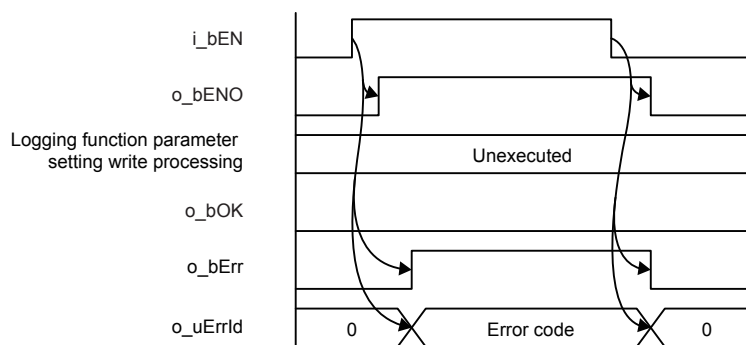 i_bEN
o_bENO
Logging function parameter
setting write processing
Unexecuted
o_bOK
o_bErr
o_uErrId
0
Error code
0